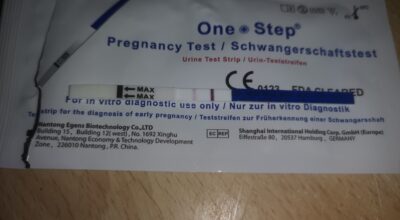 One Step®
Pregnancy Test / Schwangerschaftstest
Urine Test Strip / Urin-Teststreifen
MAX
MAX
CE 0123 FDA CLEARED
For in vitro diagnostic use only / Nur zur in vitro Diagnostik
Test strip for the diagnosis of early pregnancy / Teststreifen zur Früherkennung einer Schwangerschaft
Nantong Egens Biotechnology Co.,LTD
Building 15, Building 12(west), No. 1692 Xinghu
Avenue, Nantong Economy & Technology Development
Zone, 226010 Nantong, P.R. China.
EC REP
Shanghai International Holding Corp. GmbH (Europe)
Eiffestraße 80, 20537 Hamburg, GERMANY